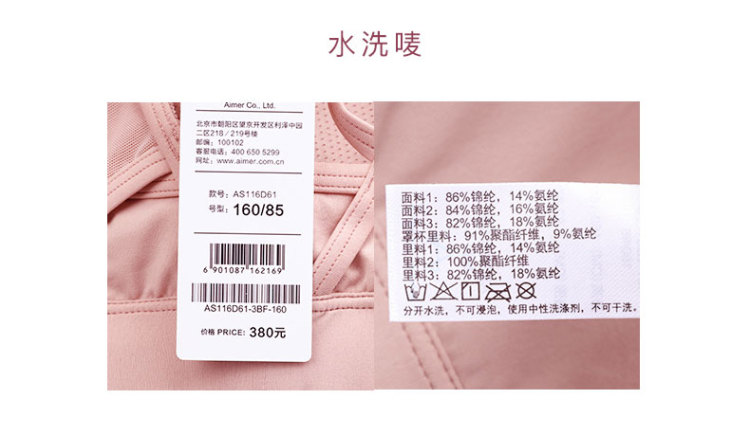 水洗唛
Aimer Co., Ltd.
北京市朝阳区望京开发区利泽中园
二区218／219号楼
邮编：100102
客服电话：400 650 5299
网址：www.aimer.com.cn
款号：AS116D61
号型：160/85
6 901087 162169
AS116D61-3BF-160
价格 PRICE: 380元
面料1：86%锦纶，14%氨纶
面料2：84%锦纶，16%氨纶
面料3：82%锦纶，18%氨纶
罩杯里料：91%聚酯纤维，9%氨纶
里料1：86%锦纶，14%氨纶
里料2：100%聚酯纤维
里料3：82%锦纶，18%氨纶
分开水洗，不可浸泡，使用中性洗涤剂，不可干洗.